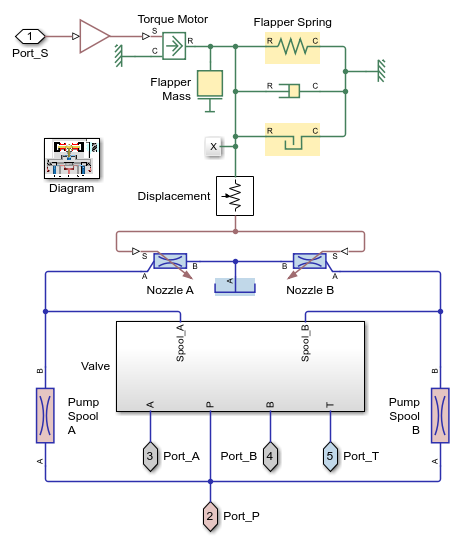 Torque Motor
Flapper Spring
1
S
R
R
C
Port_S
C
Flapper
Mass
R
C
R
C
X
Diagram
Displacement
S
S
B
A
B
A
A
Nozzle A
Nozzle B
Spool_A
Spool_B
Valve
B
B
Pump
Spool
A
Pump
Spool
B
A
P
B
T
A
3
Port_A
Port_B
4
5
Port_T
A
2
Port_P